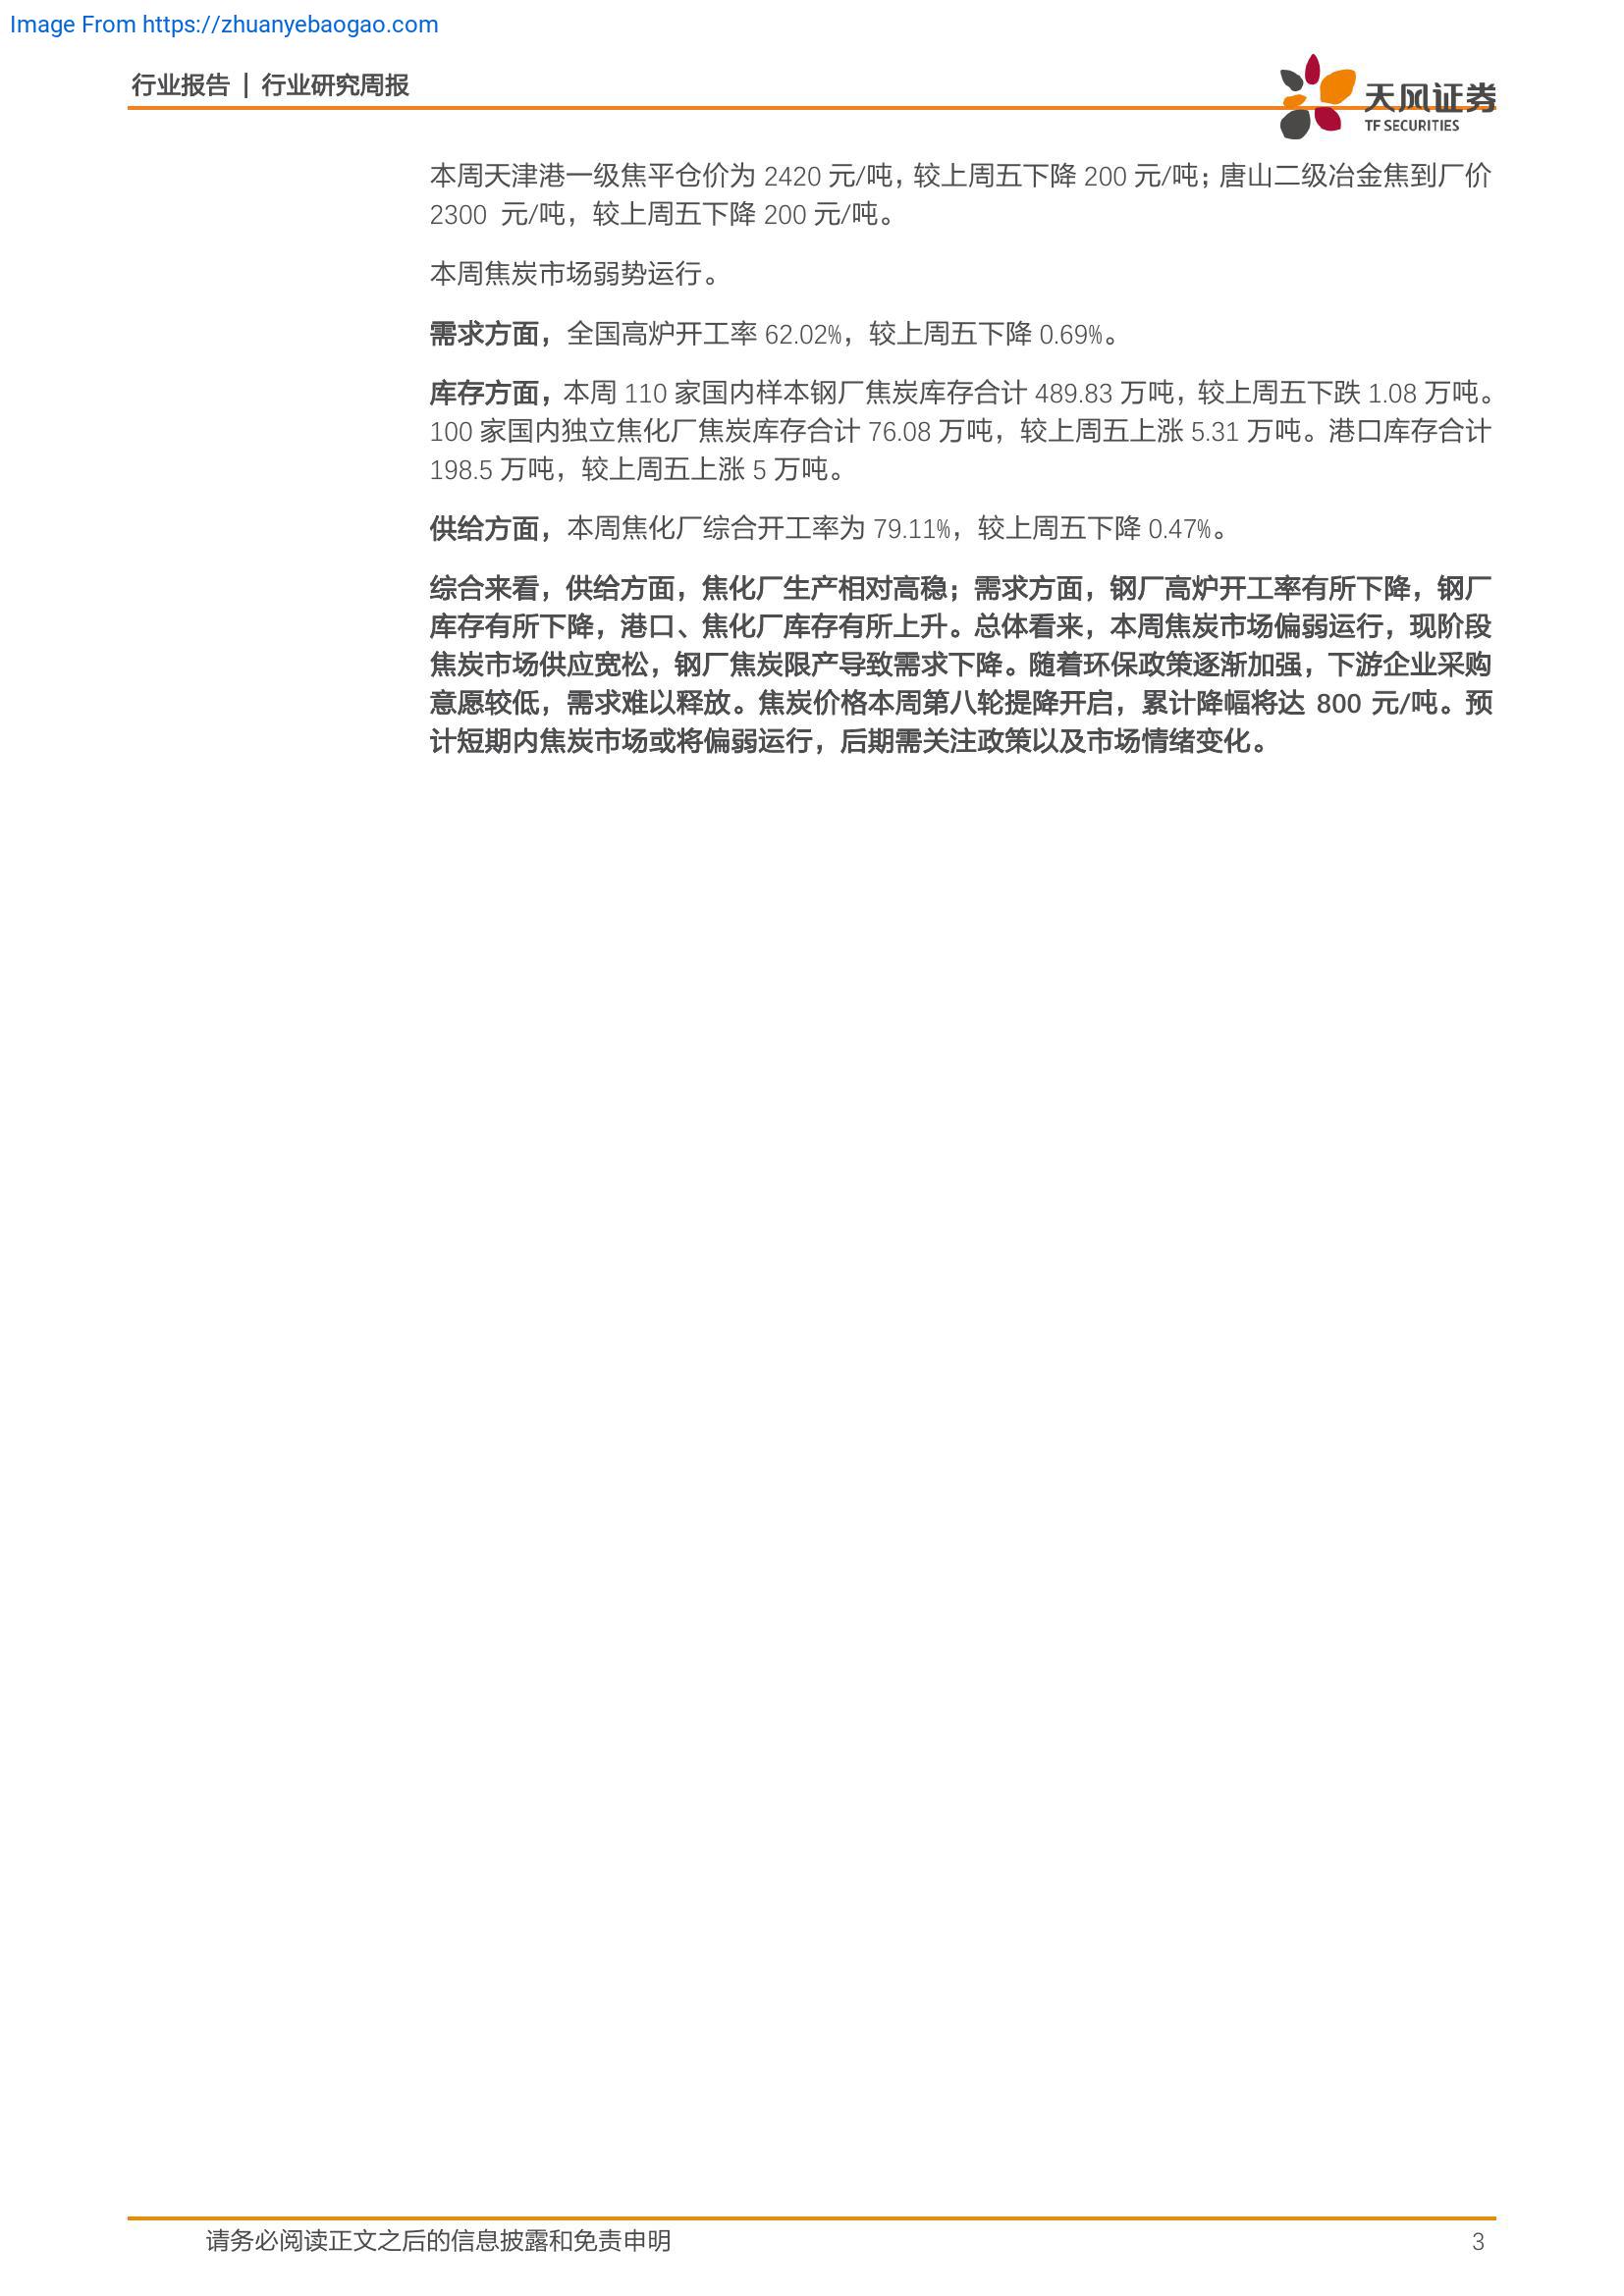 Image From https://zhuanyebaogao.com
行业报告 | 行业研究周报
天风证券
TF SECURITIES
本周天津港一级焦平仓价为 2420 元/吨，较上周五下降 200 元/吨；唐山二级冶金焦到厂价
2300 元/吨，较上周五下降 200 元/吨。
本周焦炭市场弱势运行。
需求方面，全国高炉开工率 62.02%，较上周五下降 0.69%。
库存方面，本周 110 家国内样本钢厂焦炭库存合计 489.83 万吨，较上周五下跌 1.08 万吨。
100 家国内独立焦化厂焦炭库存合计 76.08 万吨，较上周五上涨 5.31 万吨。港口库存合计
198.5 万吨，较上周五上涨 5 万吨。
供给方面，本周焦化厂综合开工率为 79.11%，较上周五下降 0.47%。
综合来看，供给方面，焦化厂生产相对高稳；需求方面，钢厂高炉开工率有所下降，钢厂
库存有所下降，港口、焦化厂库存有所上升。总体看来，本周焦炭市场偏弱运行，现阶段
焦炭市场供应宽松，钢厂焦炭限产导致需求下降。随着环保政策逐渐加强，下游企业采购
意愿较低，需求难以释放。焦炭价格本周第八轮提降开启，累计降幅将达 800 元/吨。预
计短期内焦炭市场或将偏弱运行，后期需关注政策以及市场情绪变化。
请务必阅读正文之后的信息披露和免责申明
3